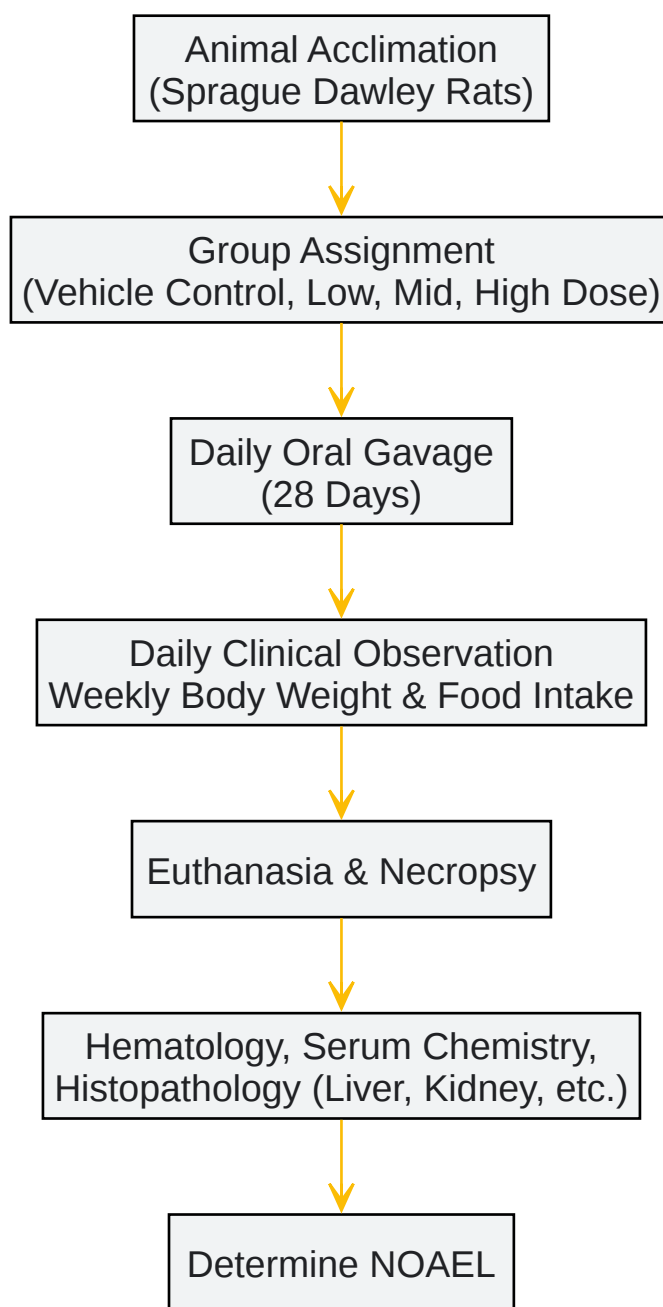 Animal Acclimation
(Sprague Dawley Rats)
Group Assignment
(Vehicle Control, Low, Mid, High Dose)
Daily Oral Gavage
(28 Days)
Daily Clinical Observation
Weekly Body Weight & Food Intake
Euthanasia & Necropsy
Hematology, Serum Chemistry,
Histopathology (Liver, Kidney, etc.)
Determine NOAEL